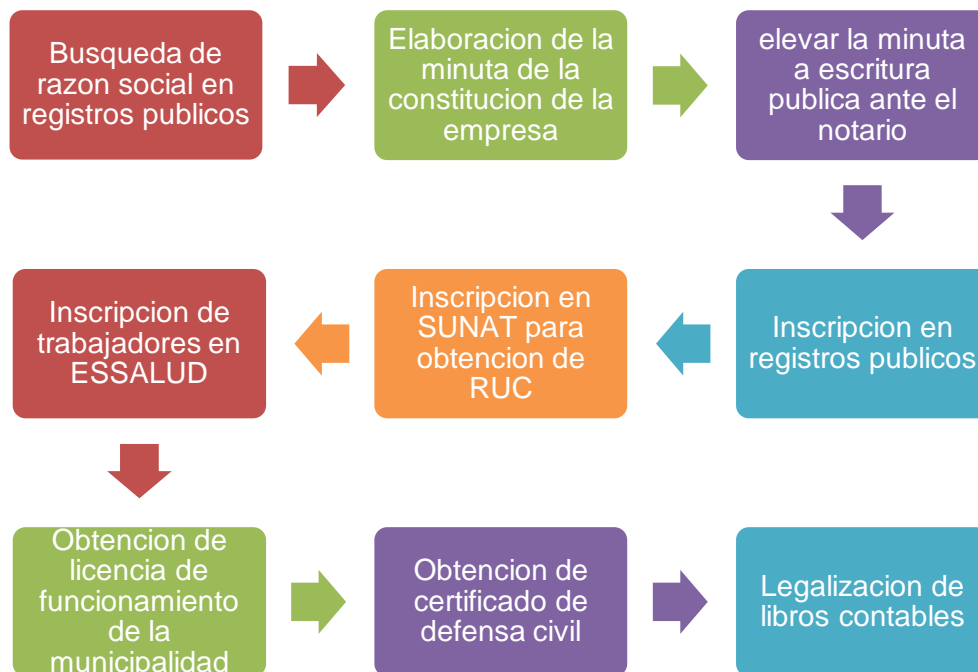 Busqueda de
razon social en
registros publicos
Elaboracion de la
minuta de la
constitucion de la
empresa
elevar la minuta
a escritura
publica ante el
notario
Inscripcion en
registros publicos
Inscripcion en
SUNAT para
obtencion de
RUC
Inscripcion de
trabajadores en
ESSALUD
Obtencion de
licencia de
funcionamiento
de la
municipalidad
Obtencion de
certificado de
defensa civil
Legalizacion de
libros contables